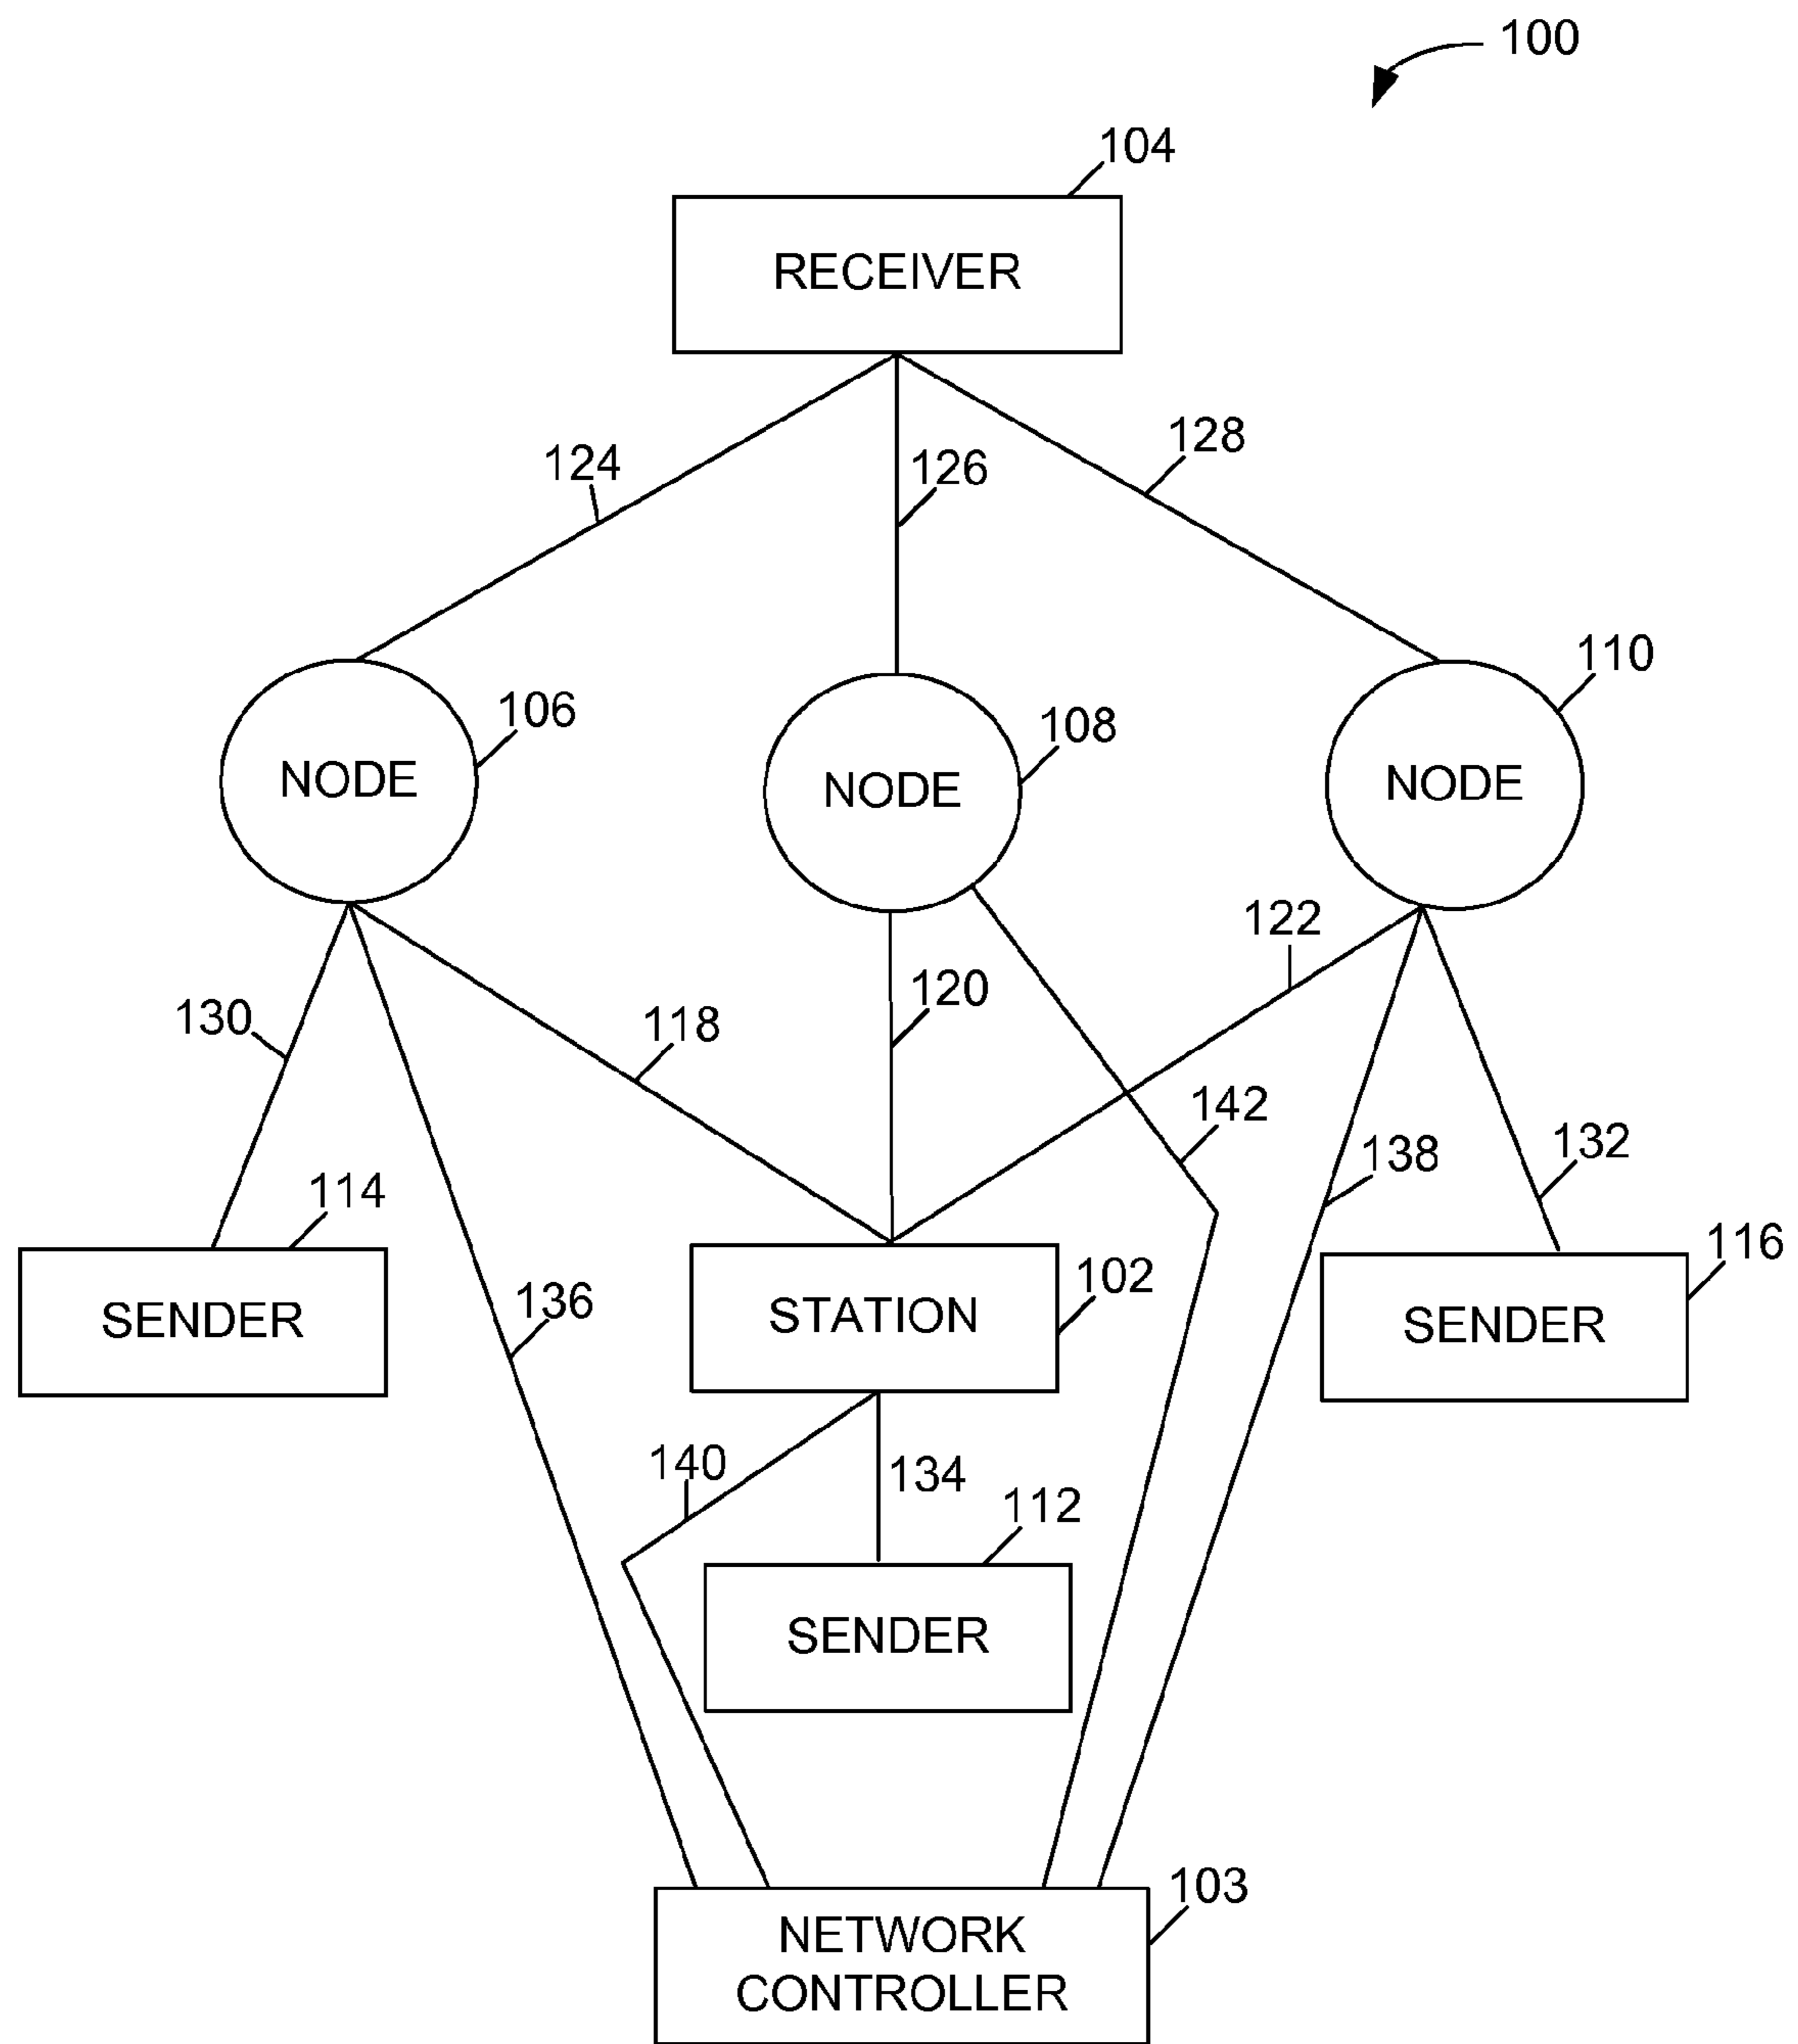 100
104
RECEIVER
124
126
128
106
108
110
NODE
NODE
NODE
122
130
118
120
142
138
132
114
116
136
102
SENDER
STATION
SENDER
140
134
112
SENDER
103
NETWORK
CONTROLLER